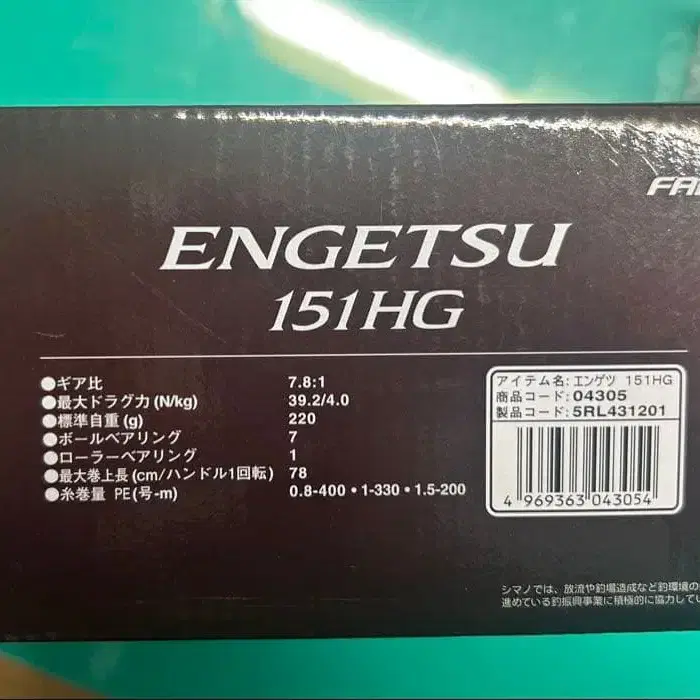 ENGETSU
151HG
●ギア比 7.8:1
●最大ドラグ力(N/kg) 39.2/4.0
●標準自重(g) 220
●ボールベアリング 7
●ローラーベアリング 1
●最大巻上長(cm/ハンドル1回転) 78
●糸巻量 PE(号-m) 0.8-400・1-330・1.5-200
アイテム名: エンゲツ 151HG
商品コード: 04305
製品コード: 5RL431201
4 969363 043054
シマノでは、放流や釣場造成など釣環境の
進めている釣振興事業に積極的に協力してい